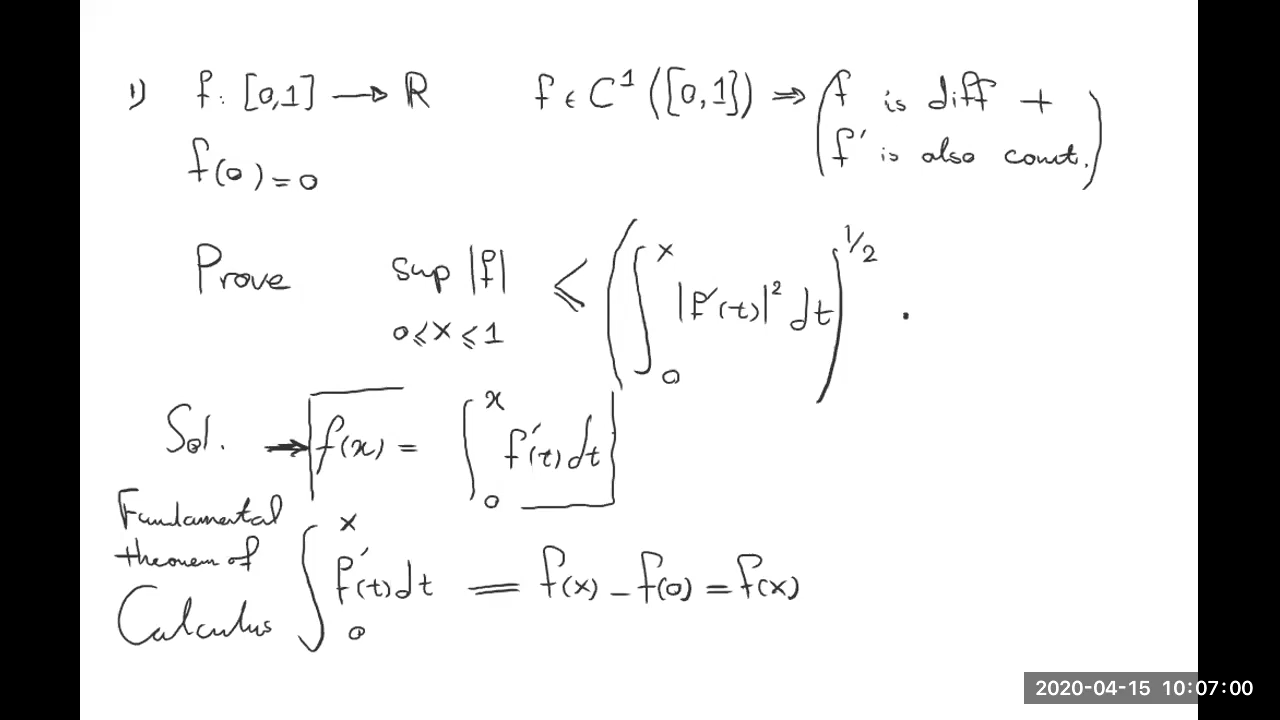 1) f: [0,1] → R f ∈ C¹ ([0,1]) ⇒ (f is diff +
f(0) = 0 f' is also cont.)
Prove sup |f| ≤ (∫₀ˣ |f'(t)|² dt)^1/2 .
0 ≤ x ≤ 1
Sol. → f(x) = ∫₀ˣ f'(t) dt
Fundamental
theorem of ∫₀ˣ f'(t) dt = f(x) - f(0) = f(x)
Calculus
2020-04-15 10:07:00